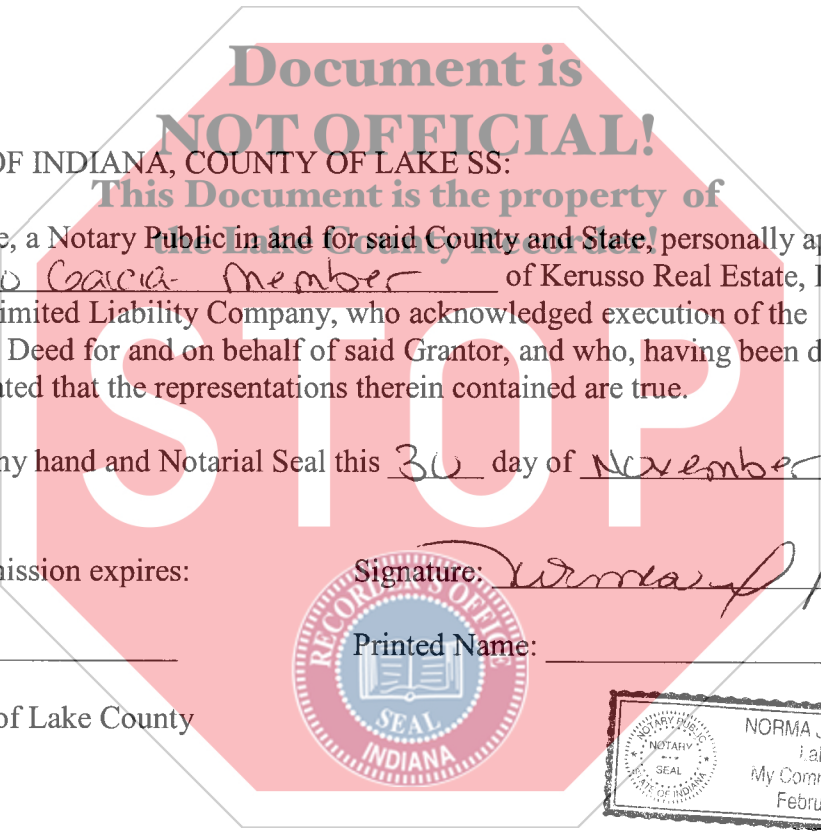 Document is
NOT OFFICIAL!
OF INDIANA, COUNTY OF LAKE SS:
This Document is the property of
the Lake County Recorder!
e, a Notary Public in and for said County and State, personally ap
o Garcia- Member of Kerusso Real Estate, L
imited Liability Company, who acknowledged execution of the
Deed for and on behalf of said Grantor, and who, having been d
ated that the representations therein contained are true.
STOP
ny hand and Notarial Seal this 30 day of November
ission expires:
Signature:
Printed Name:
of Lake County
RECORDER'S OFFICE
SEAL
INDIANA
NOTARY PUBLIC
NOTARY
SEAL
STATE OF INDIANA
NORMA J
Lak
My Comm
Febru